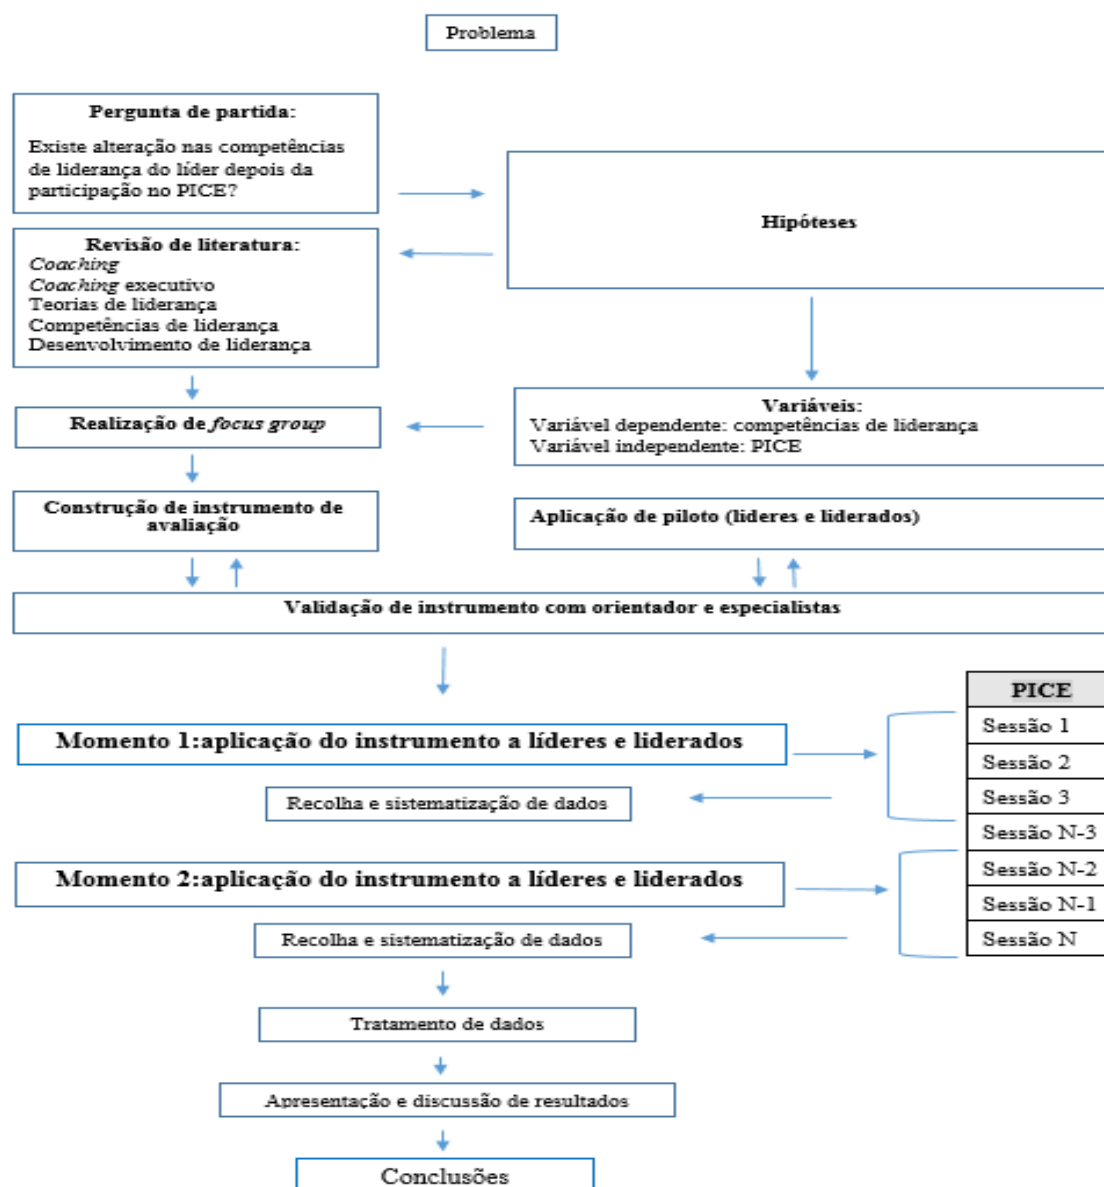 Problema
Pergunta de partida:
Existe alteração nas competências
de liderança do líder depois da
participação no PICE?
Hipóteses
Revisão de literatura:
Coaching
Coaching executivo
Teorias de liderança
Competências de liderança
Desenvolvimento de liderança
Realização de focus group
Variáveis:
Variável dependente: competências de liderança
Variável independente: PICE
Construção de instrumento de
avaliação
Aplicação de piloto (lideres e liderados)
Validação de instrumento com orientador e especialistas
Momento 1:aplicação do instrumento a líderes e liderados
Recolha e sistematização de dados
Momento 2:aplicação do instrumento a líderes e liderados
Recolha e sistematização de dados
PICE
Sessão 1
Sessão 2
Sessão 3
Sessão N-3
Sessão N-2
Sessão N-1
Sessão N
Tratamento de dados
Apresentação e discussão de resultados
Conclusões